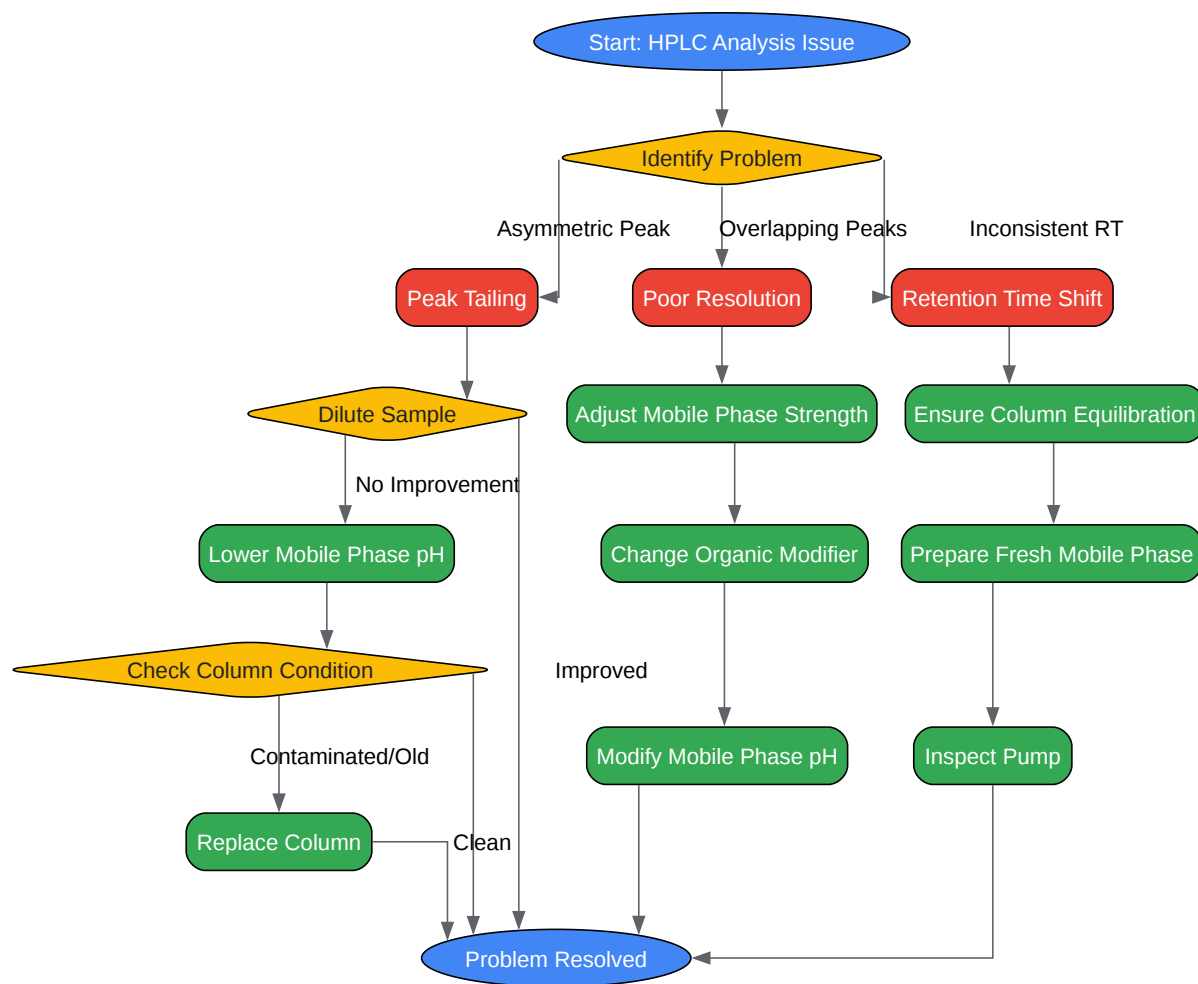 Start: HPLC Analysis Issue
Identify Problem
Asymmetric Peak
Overlapping Peaks
Inconsistent RT
Peak Tailing
Poor Resolution
Retention Time Shift
Dilute Sample
Adjust Mobile Phase Strength
Ensure Column Equilibration
No Improvement
Lower Mobile Phase pH
Change Organic Modifier
Prepare Fresh Mobile Phase
Check Column Condition
Improved
Contaminated/Old
Modify Mobile Phase pH
Inspect Pump
Replace Column
Clean
Problem Resolved